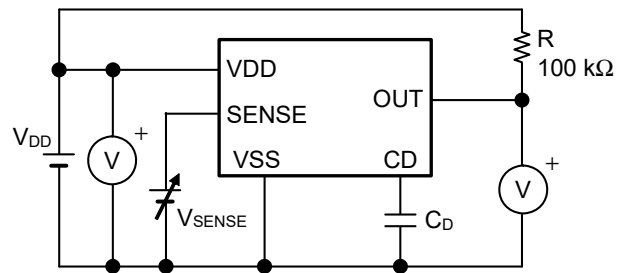 R
100 kΩ
VDD
OUT
SENSE
VDD
+
V
VSS
CD
+
V
VSENSE
CD